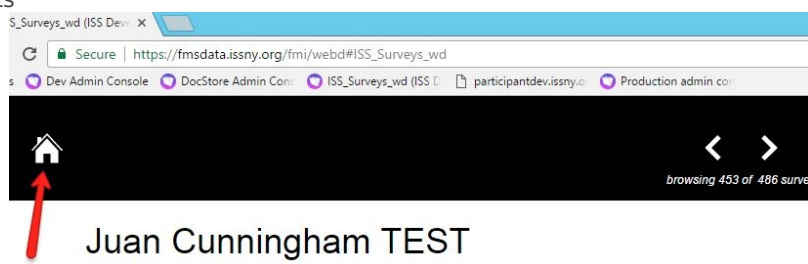 S_Surveys_wd (ISS Dev
Secure | https://fmsdata.issny.org/fmi/webd#ISS_Surveys_wd
s Dev Admin Console DocStore Admin Con ISS_Surveys_wd (ISS D participantdev.issny.o Production admin con
browsing 453 of 486 surve
Juan Cunningham TEST